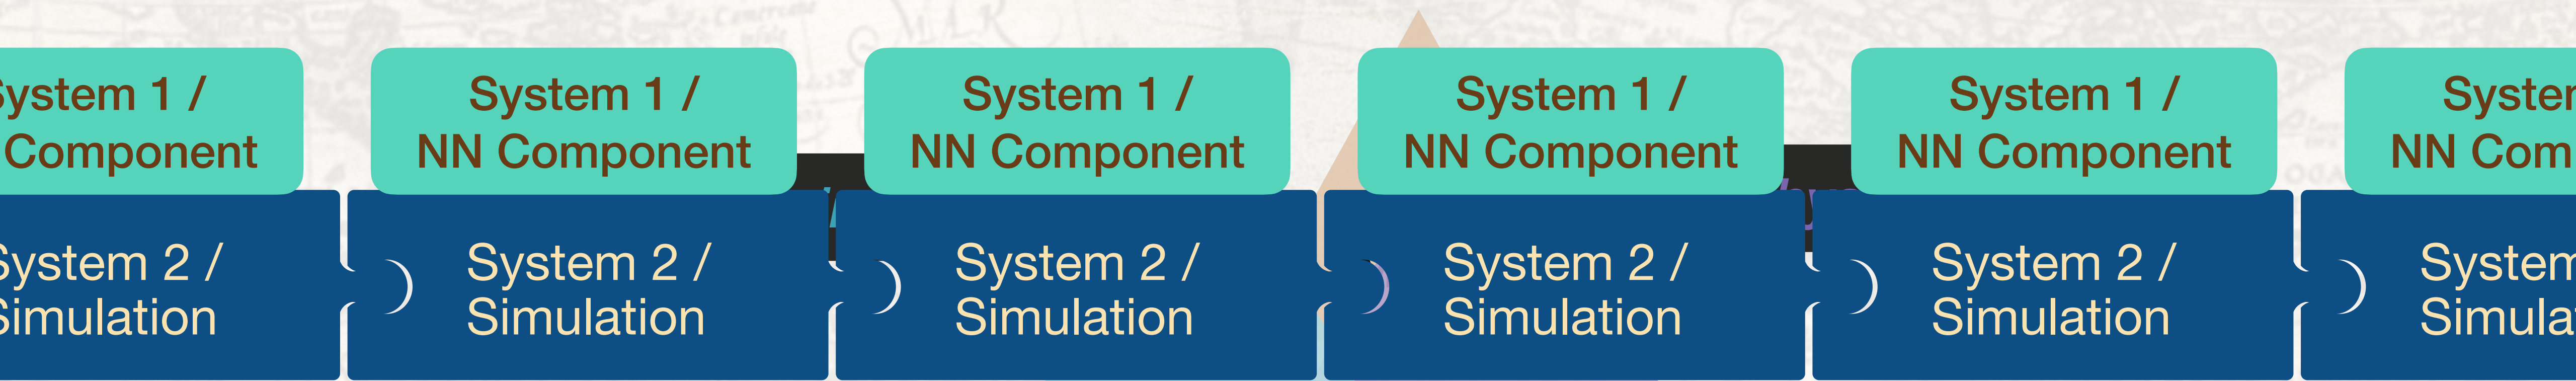 System 1 /
Component
System 1 /
NN Component
System 1 /
NN Component
System 1 /
NN Component
System 1 /
NN Component
NN
System 2 /
Simulation
System 2 /
Simulation
System 2 /
Simulation
System 2 /
Simulation
System 2 /
Simulation